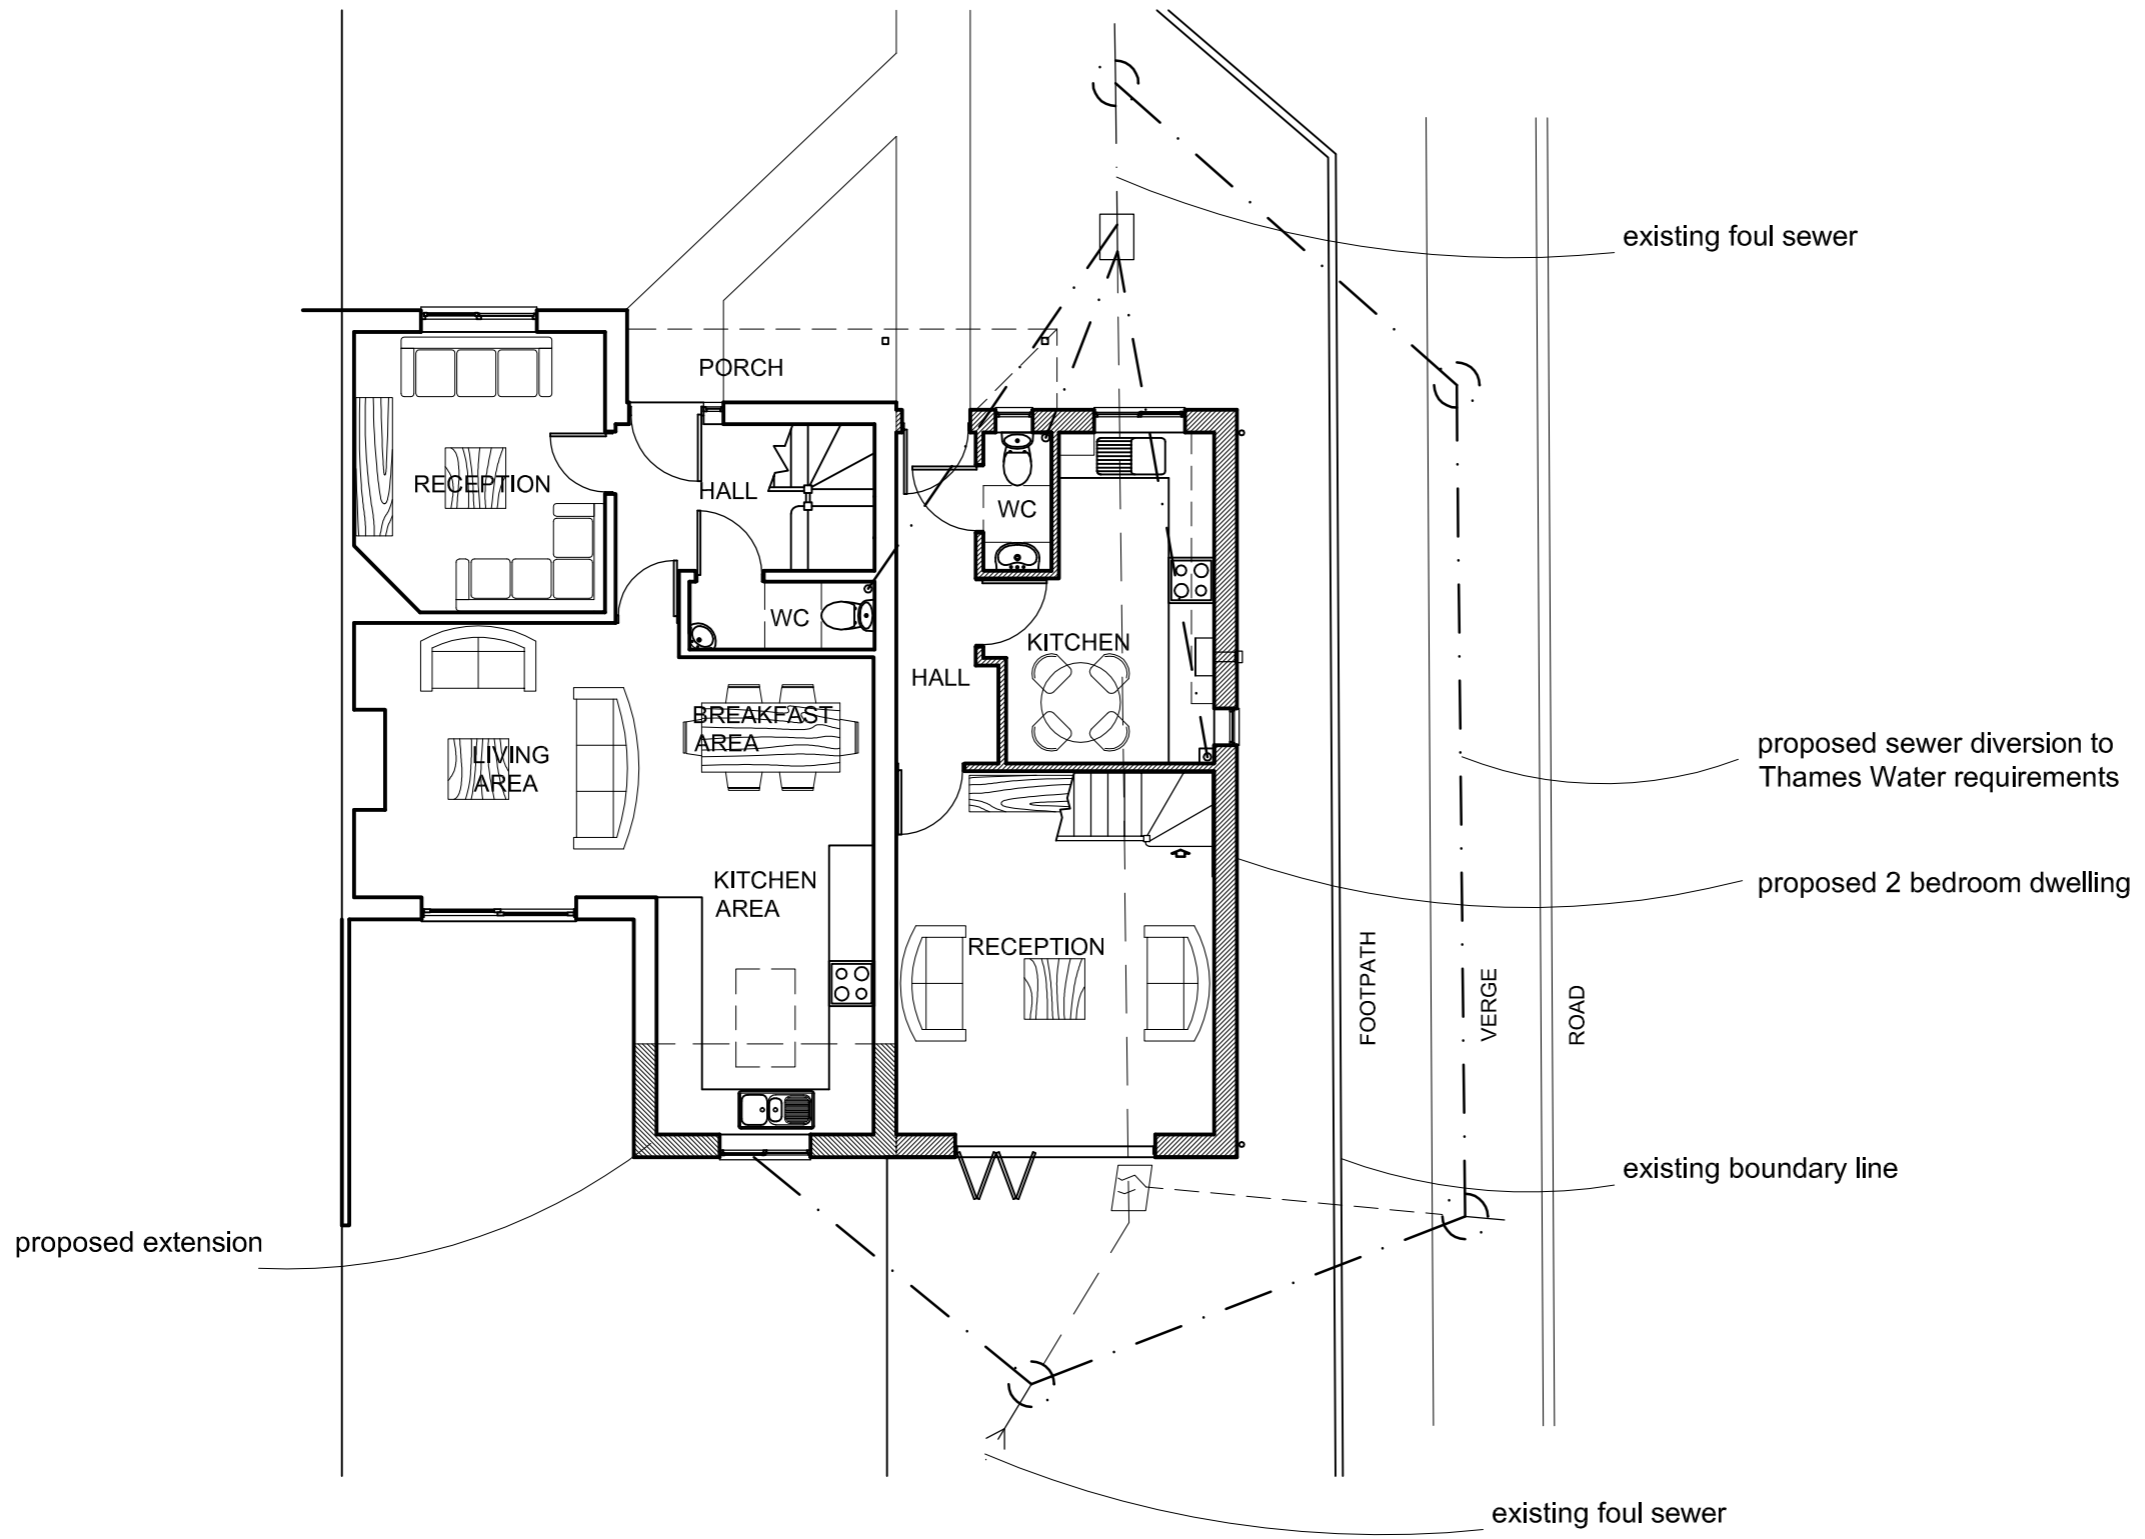 existing foul sewer
PORCH
RECEPTION
HALL
WC
WC
KITCHEN
HALL
BREAKFAST
AREA
LIVING
AREA
proposed sewer diversion to
Thames Water requirements
KITCHEN
AREA
proposed 2 bedroom dwelling
RECEPTION
FOOTPATH
VERGE
ROAD
existing boundary line
proposed extension
existing foul sewer